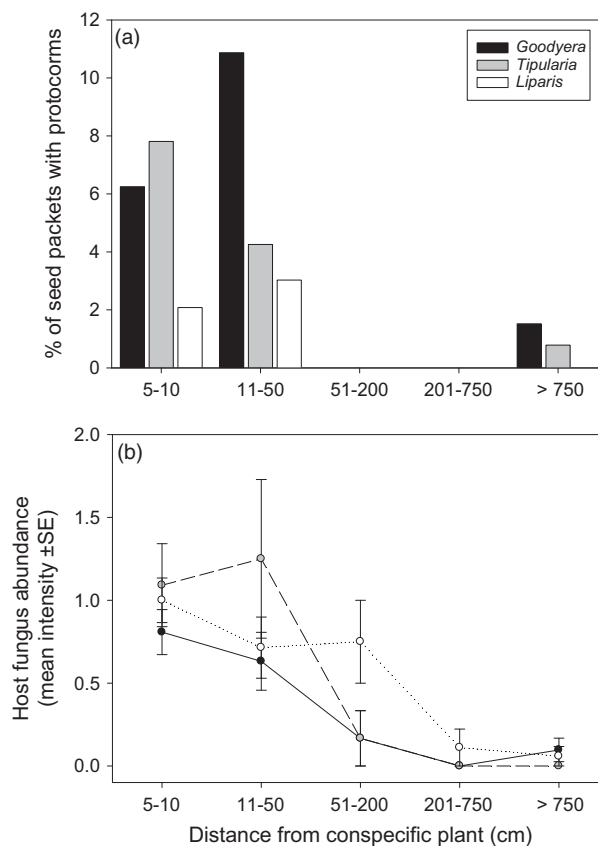 (a)
Goodyera
Tipularia
Liparis
12
10
8
6
4
2
0
% of seed packets with protocorms
5-10 11-50 51-200 201-750 > 750
(b)
2.0
1.5
1.0
0.5
0.0
Host fungus abundance
(mean intensity ±SE)
5-10 11-50 51-200 201-750 > 750
Distance from conspecific plant (cm)